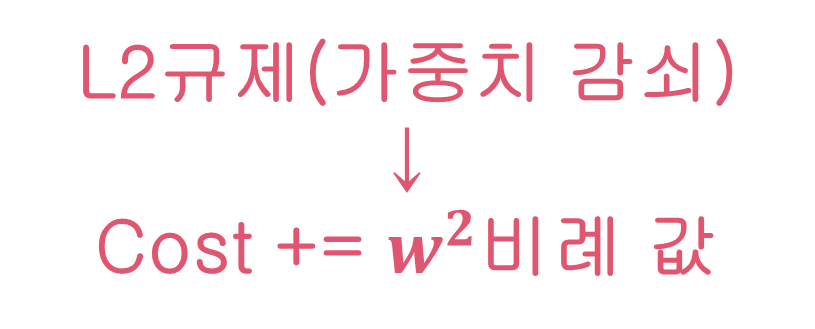 L2규제(가중치 감쇠)
↓
Cost += w²비례 값